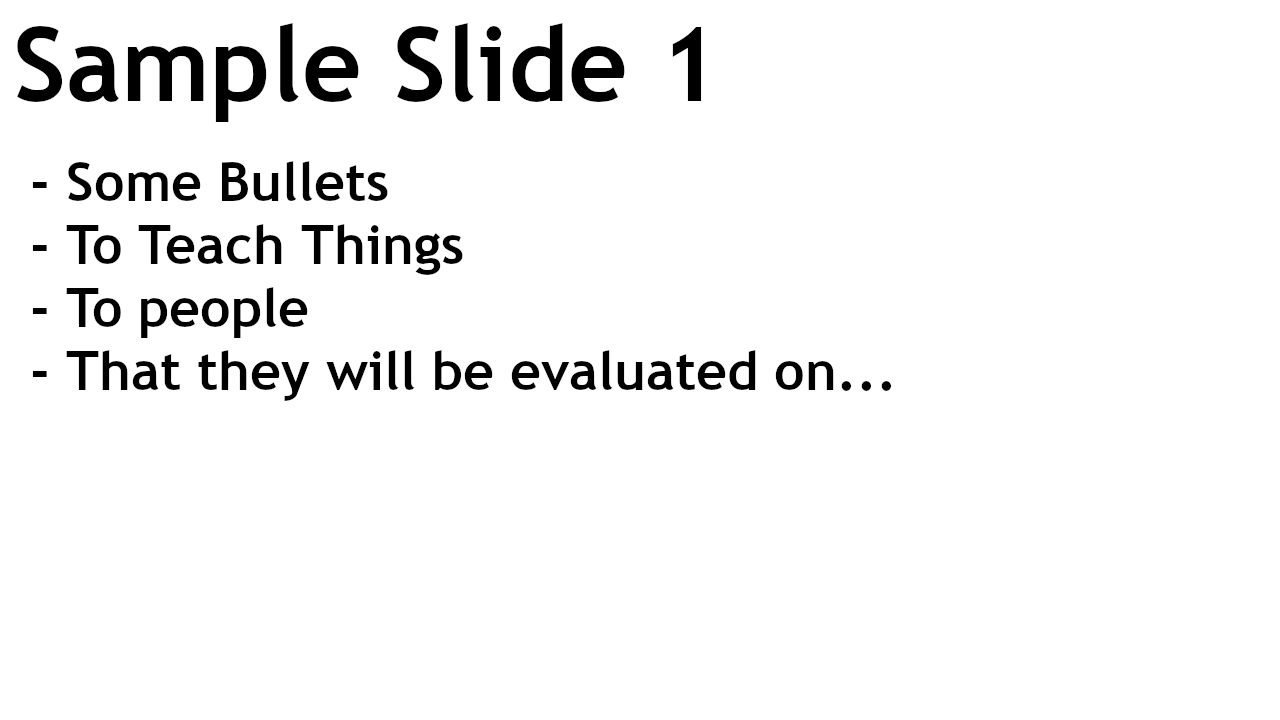 Sample Slide 1
- Some Bullets
- To Teach Things
- To people
- That they will be evaluated on...